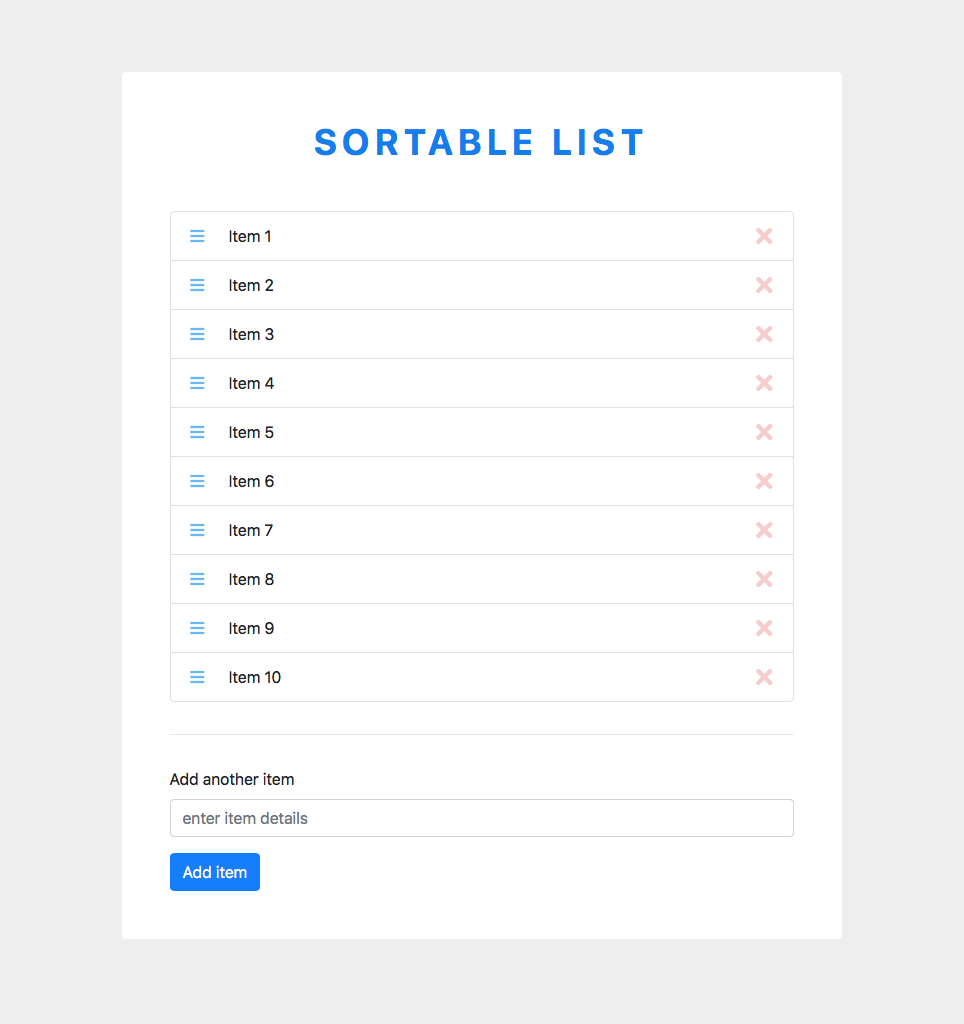 SORTABLE LIST
Item 1
Item 2
Item 3
Item 4
Item 5
Item 6
Item 7
Item 8
Item 9
Item 10
Add another item
enter item details
Add item